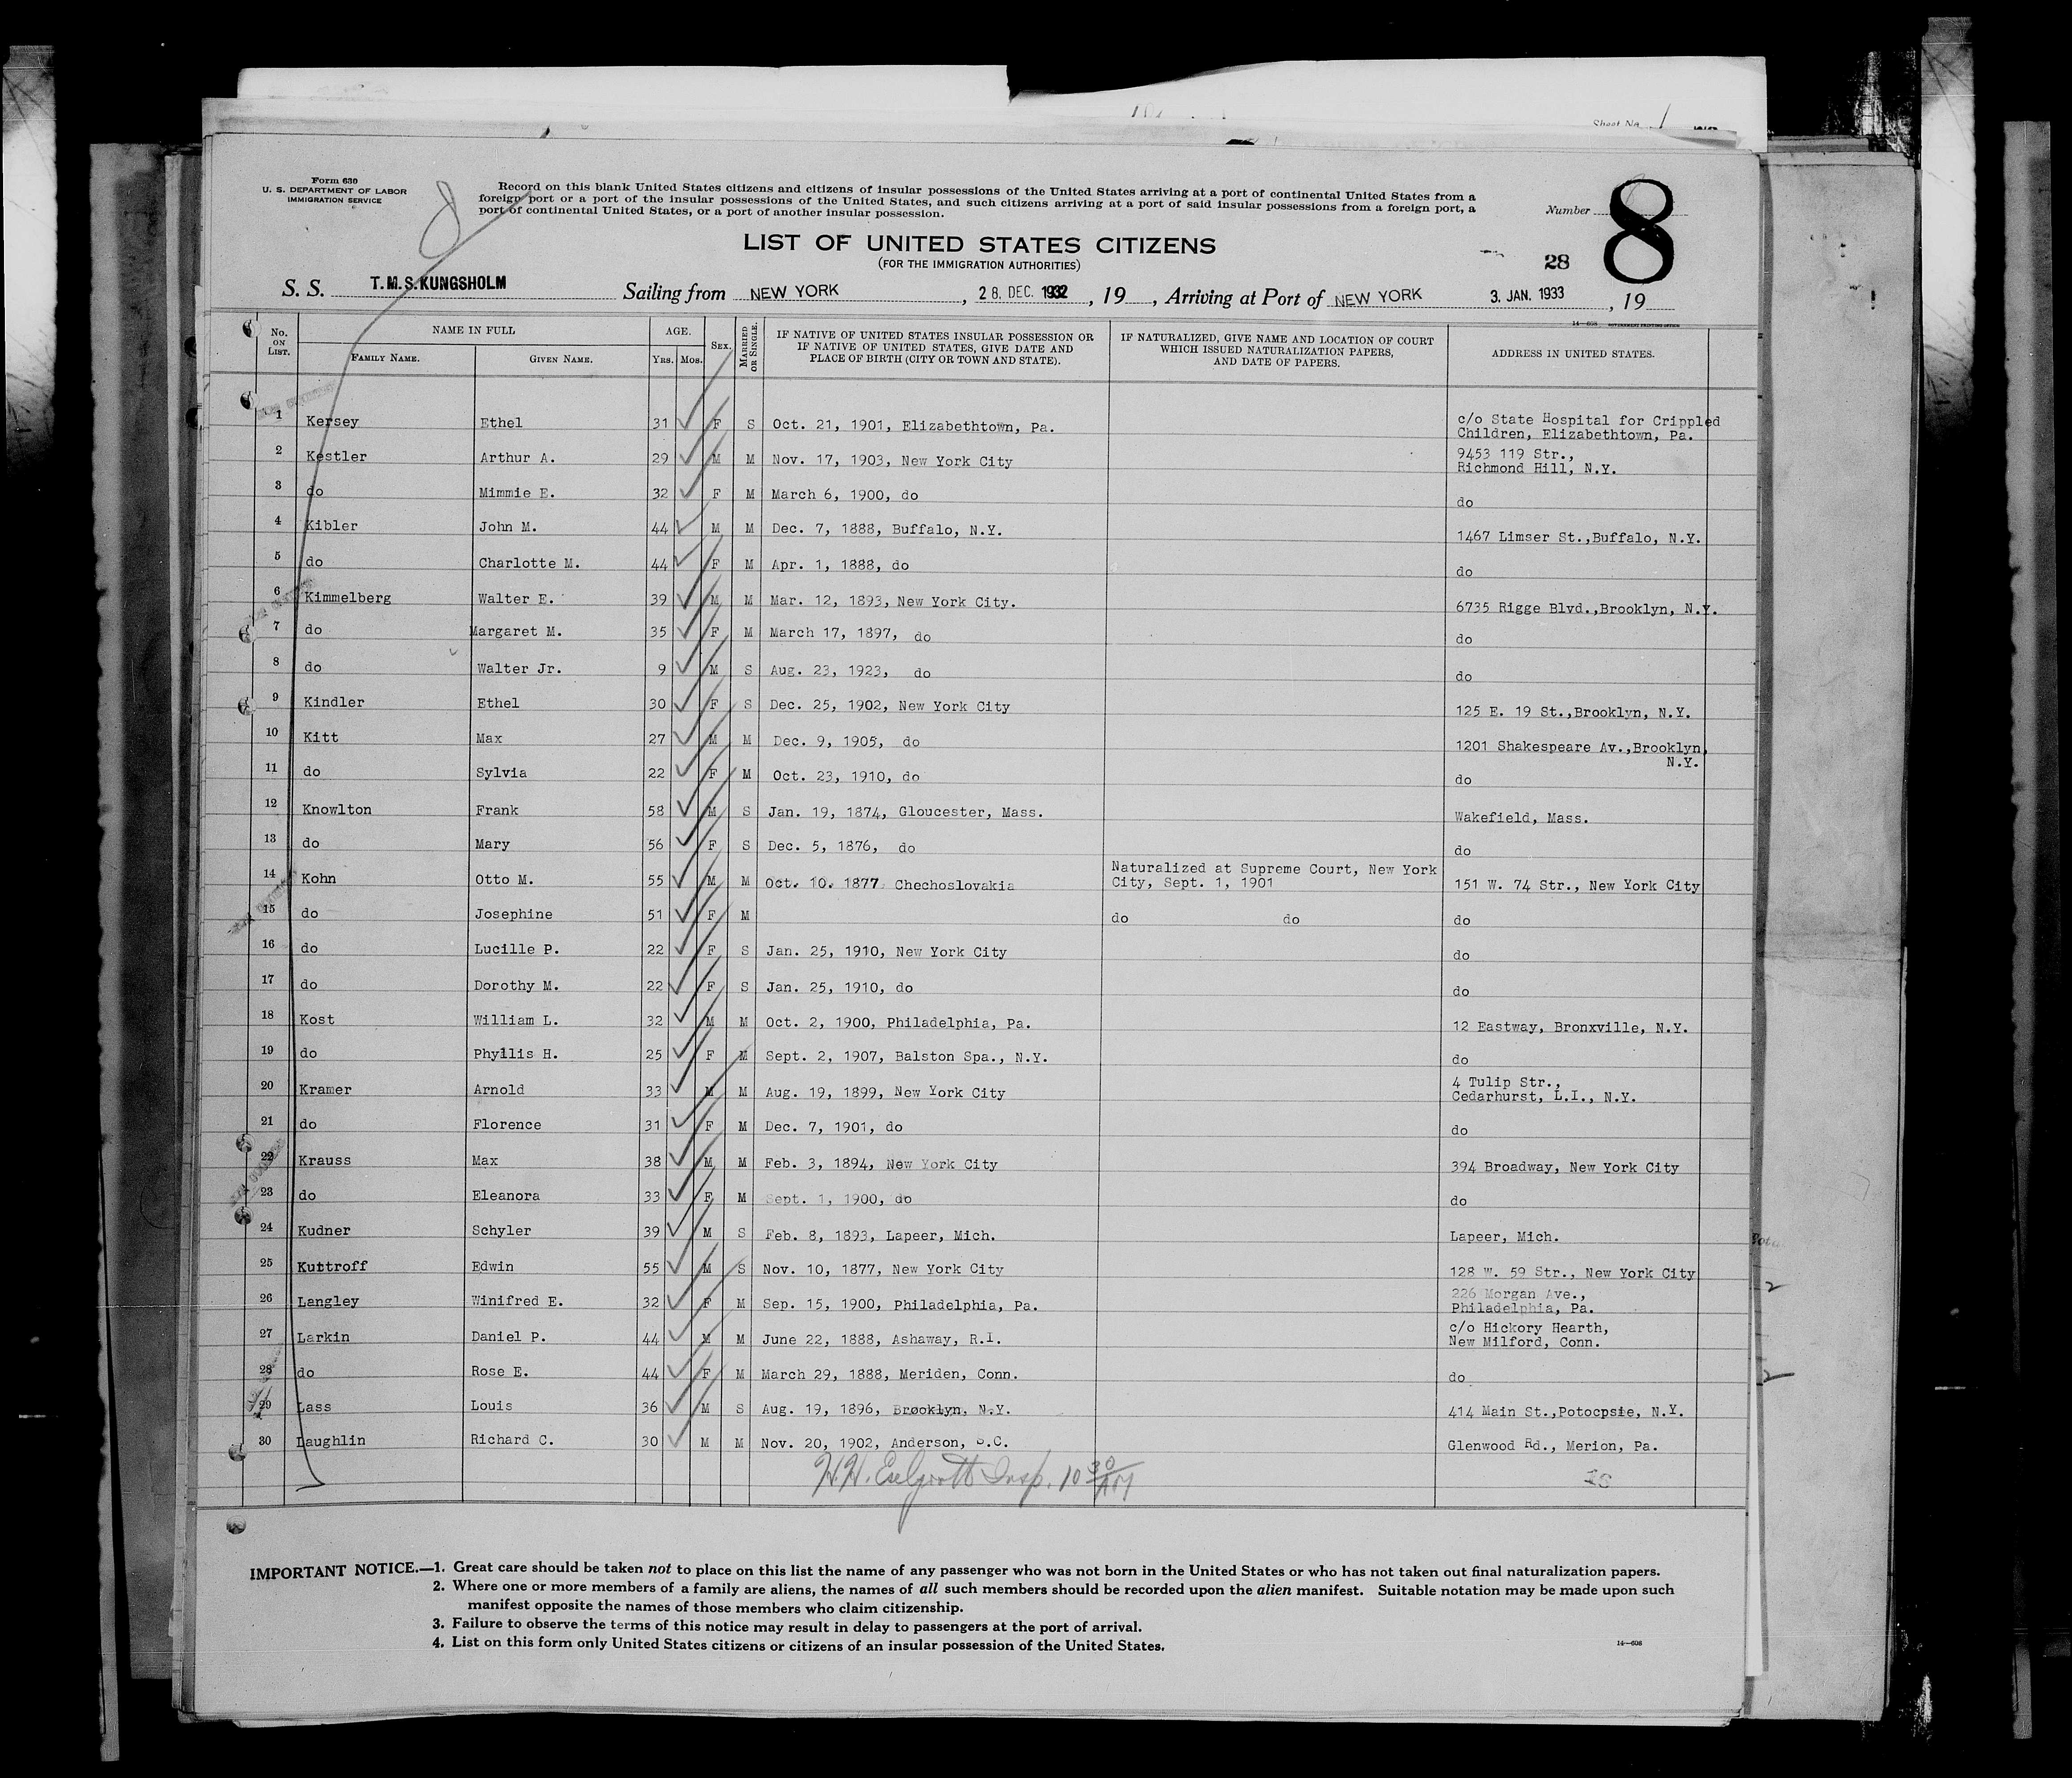 Sheet No. 1
Form 630
U. S. DEPARTMENT OF LABOR
IMMIGRATION SERVICE
Record on this blank United States citizens and citizens of insular possessions of the United States arriving at a port of continental United States from a
foreign port or a port of the insular possessions of the United States, and such citizens arriving at a port of said insular possessions from a foreign port, a
port of continental United States, or a port of another insular possession.
Number 8
LIST OF UNITED STATES CITIZENS
(FOR THE IMMIGRATION AUTHORITIES)
28
S. S. T.M.S. KUNGSHOLM Sailing from NEW YORK, 28. DEC. 1932, 19 , Arriving at Port of NEW YORK 3. JAN. 1933, 19
14—608 GOVERNMENT PRINTING OFFICE
No. ON LIST. NAME IN FULL FAMILY NAME. GIVEN NAME. AGE. YRS. MOS. SEX. MARRIED OR SINGLE. IF NATIVE OF UNITED STATES INSULAR POSSESSION OR IF NATIVE OF UNITED STATES, GIVE DATE AND PLACE OF BIRTH (CITY OR TOWN AND STATE). IF NATURALIZED, GIVE NAME AND LOCATION OF COURT WHICH ISSUED NATURALIZATION PAPERS, AND DATE OF PAPERS. ADDRESS IN UNITED STATES.
1 Kersey Ethel 31 F S Oct. 21, 1901, Elizabethtown, Pa. c/o State Hospital for Crippled
Children, Elizabethtown, Pa.
2 Kestler Arthur A. 29 M M Nov. 17, 1903, New York City 9453 119 Str.,
Richmond Hill, N.Y.
3 do Mimmie E. 32 F M March 6, 1900, do do
4 Kibler John M. 44 M M Dec. 7, 1888, Buffalo, N.Y. 1467 Limser St.,Buffalo, N.Y.
5 do Charlotte M. 44 F M Apr. 1, 1888, do do
6 Kimmelberg Walter E. 39 M M Mar. 12, 1893, New York City. 6735 Rigge Blvd.,Brooklyn, N.Y.
7 do Margaret M. 35 F M March 17, 1897, do do
8 do Walter Jr. 9 M S Aug. 23, 1923, do do
9 Kindler Ethel 30 F S Dec. 25, 1902, New York City 125 E. 19 St.,Brooklyn, N.Y.
10 Kitt Max 27 M M Dec. 9, 1905, do 1201 Shakespeare Av.,Brooklyn,
N.Y.
11 do Sylvia 22 F M Oct. 23, 1910, do do
12 Knowlton Frank 58 M S Jan. 19, 1874, Gloucester, Mass. Wakefield, Mass.
13 do Mary 56 F S Dec. 5, 1876, do do
14 Kohn Otto M. 55 M M Oct. 10. 1877 Chechoslovakia Naturalized at Supreme Court, New York
City, Sept. 1, 1901 151 W. 74 Str., New York City
15 do Josephine 51 F M do do do
16 do Lucille P. 22 F S Jan. 25, 1910, New York City do
17 do Dorothy M. 22 F S Jan. 25, 1910, do do
18 Kost William L. 32 M M Oct. 2, 1900, Philadelphia, Pa. 12 Eastway, Bronxville, N.Y.
19 do Phyllis H. 25 F M Sept. 2, 1907, Balston Spa., N.Y. do
20 Kramer Arnold 33 M M Aug. 19, 1899, New York City 4 Tulip Str.,
Cedarhurst, L.I., N.Y.
21 do Florence 31 F M Dec. 7, 1901, do do
22 Krauss Max 38 M M Feb. 3, 1894, New York City 394 Broadway, New York City
23 do Eleanora 33 F M Sept. 1, 1900, do do
24 Kudner Schyler 39 M S Feb. 8, 1893, Lapeer, Mich. Lapeer, Mich.
25 Kuttroff Edwin 55 M S Nov. 10, 1877, New York City 128 W. 59 Str., New York City
26 Langley Winifred E. 32 F M Sep. 15, 1900, Philadelphia, Pa. 226 Morgan Ave.,
Philadelphia, Pa.
27 Larkin Daniel P. 44 M M June 22, 1888, Ashaway, R.I. c/o Hickory Hearth,
New Milford, Conn.
28 do Rose E. 44 F M March 29, 1888, Meriden, Conn. do
29 Lass Louis 36 M S Aug. 19, 1896, Brooklyn, N.Y. 414 Main St.,Potocpsie, N.Y.
30 Laughlin Richard C. 30 M M Nov. 20, 1902, Anderson, S.C. Glenwood Rd., Merion, Pa.
H.H. Insp. 10 30 AM
IMPORTANT NOTICE.—1. Great care should be taken not to place on this list the name of any passenger who was not born in the United States or who has not taken out final naturalization papers.
2. Where one or more members of a family are aliens, the names of all such members should be recorded upon the alien manifest. Suitable notation may be made upon such
manifest opposite the names of those members who claim citizenship.
3. Failure to observe the terms of this notice may result in delay to passengers at the port of arrival.
4. List on this form only United States citizens or citizens of an insular possession of the United States.
14—608